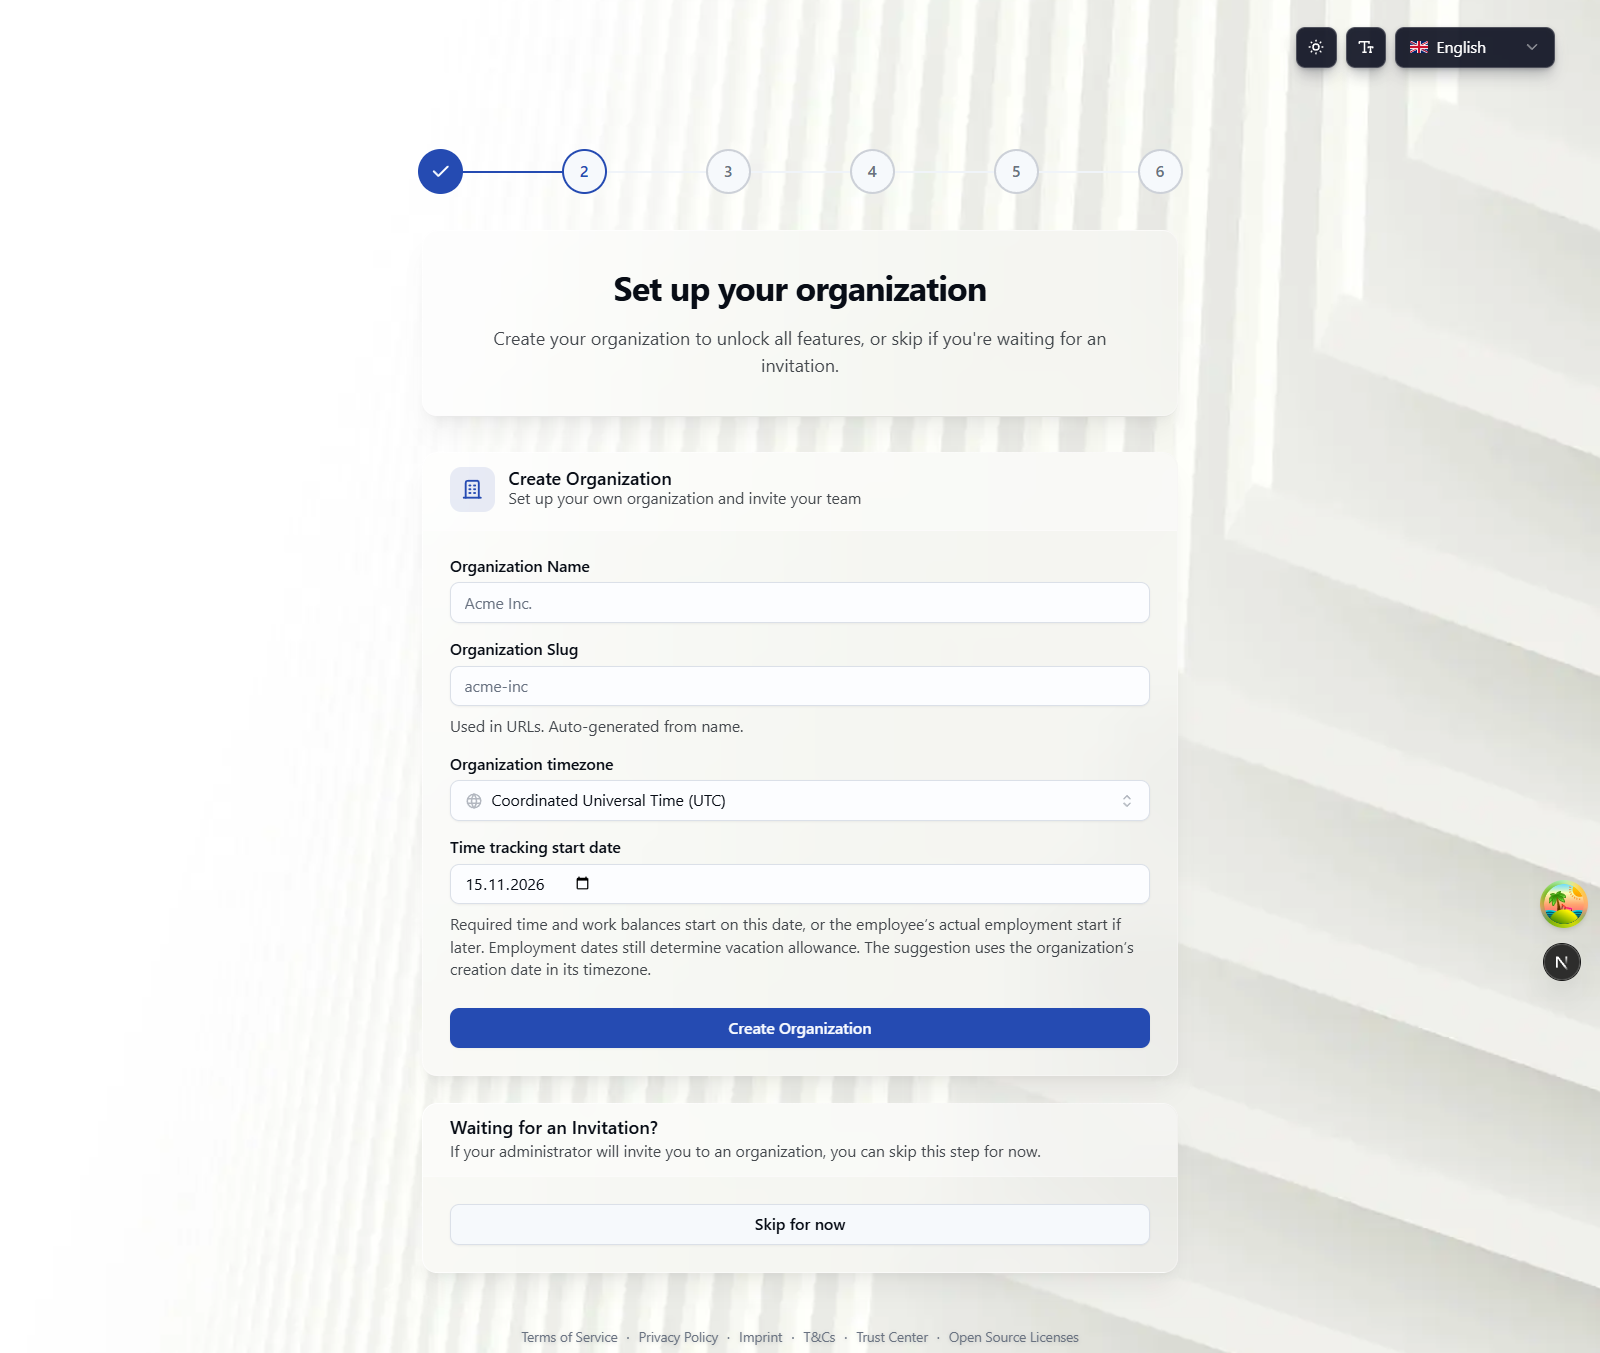 English
2
3
4
5
6
Set up your organization
Create your organization to unlock all features, or skip if you're waiting for an
invitation.
Create Organization
Set up your own organization and invite your team
Organization Name
Acme Inc.
Organization Slug
acme-inc
Used in URLs. Auto-generated from name.
Organization timezone
Coordinated Universal Time (UTC)
Time tracking start date
15.11.2026
Required time and work balances start on this date, or the employee’s actual employment start if
later. Employment dates still determine vacation allowance. The suggestion uses the organization’s
creation date in its timezone.
Create Organization
Waiting for an Invitation?
If your administrator will invite you to an organization, you can skip this step for now.
Skip for now
Terms of Service · Privacy Policy · Imprint · T&Cs · Trust Center · Open Source Licenses